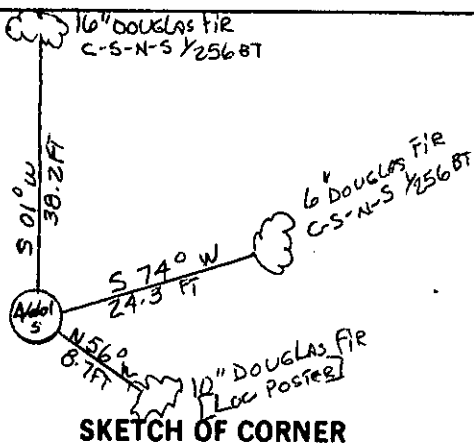 16" DOUGLAS FIR
C-S-N-S 1/256 BT
S 01° W
38.2 FT
6" DOUGLAS FIR
C-S-N-S 1/256 BT
S 74° W
24.3 FT
5
N 56° W
8.7 FT
10" DOUGLAS FIR
[LOC POSTER]
SKETCH OF CORNER